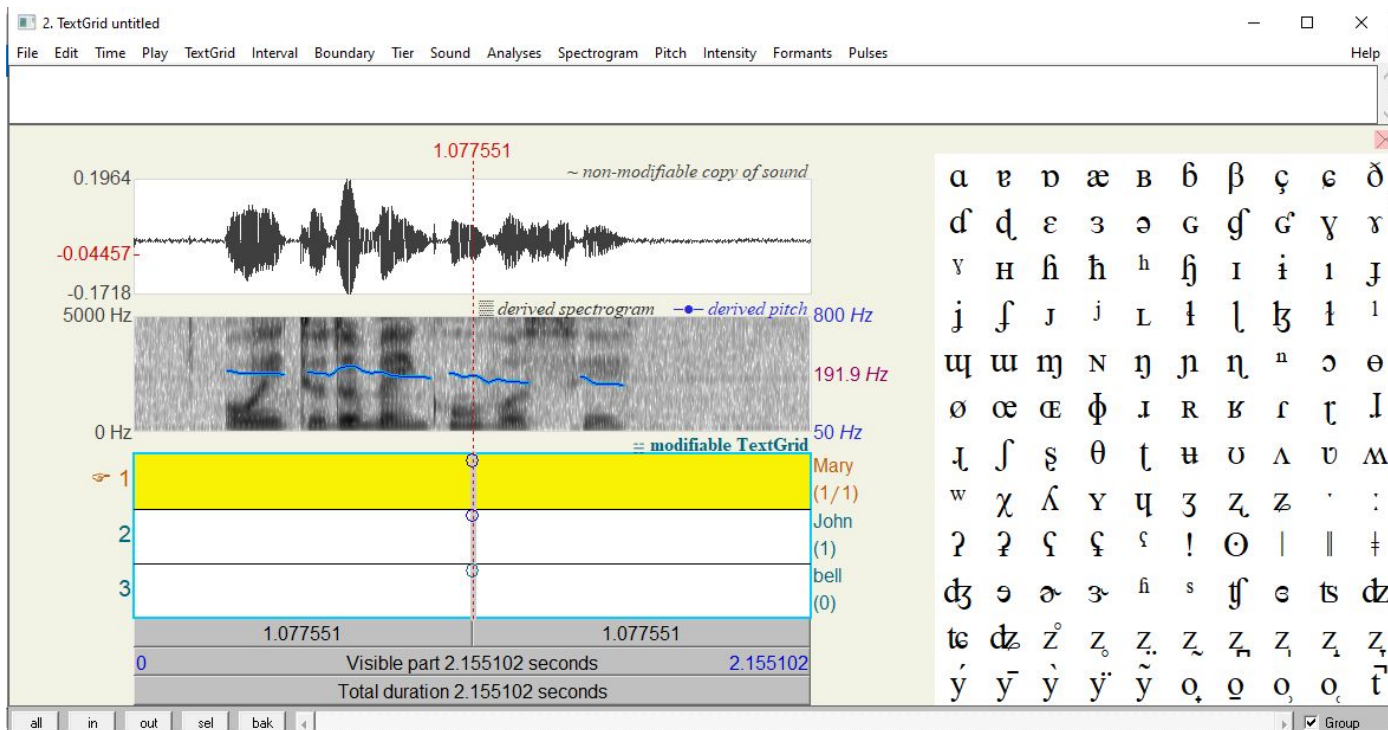 2. TextGrid untitled
File Edit Time Play TextGrid Interval Boundary Tier Sound Analyses Spectrogram Pitch Intensity Formants Pulses Help
1.077551
0.1964
~ non-modifiable copy of sound
-0.04457
-0.1718
5000 Hz
derived spectrogram
derived pitch
800 Hz
191.9 Hz
0 Hz
50 Hz
modifiable TextGrid
1
Mary
(1/1)
2
John
(1)
3
bell
(0)
1.077551 1.077551
0 Visible part 2.155102 seconds 2.155102
Total duration 2.155102 seconds
all in out sel bak
Group
ɑ ɐ ɒ æ ʙ ɓ β ç ɕ ð
ɗ ɖ ɛ ɜ ə ɢ ɠ ʛ ɣ ɤ
ˠ ʜ ɦ ħ ʰ ɧ ɪ ɨ ı ɟ
ʝ ʄ ᴊ ʲ ʟ ɫ ɭ ɮ ɬ ˡ
ɰ ɯ ɱ ɴ ŋ ɲ ɳ ⁿ ɔ ɵ
ø œ ɶ ɸ ɹ ʀ ʁ ɾ ɽ ɺ
ɻ ʃ ʂ θ ʈ ʉ ʊ ʌ ʋ ʍ
ʷ χ ʎ ʏ ɥ ʒ ʐ ʑ ˑ ː
ʔ ʡ ʕ ʢ ˤ ǃ ʘ ǀ ǁ ǂ
ʤ ɘ ɚ ɝ ʱ ˢ ʧ ɞ ʦ ʣ
ʨ ʥ